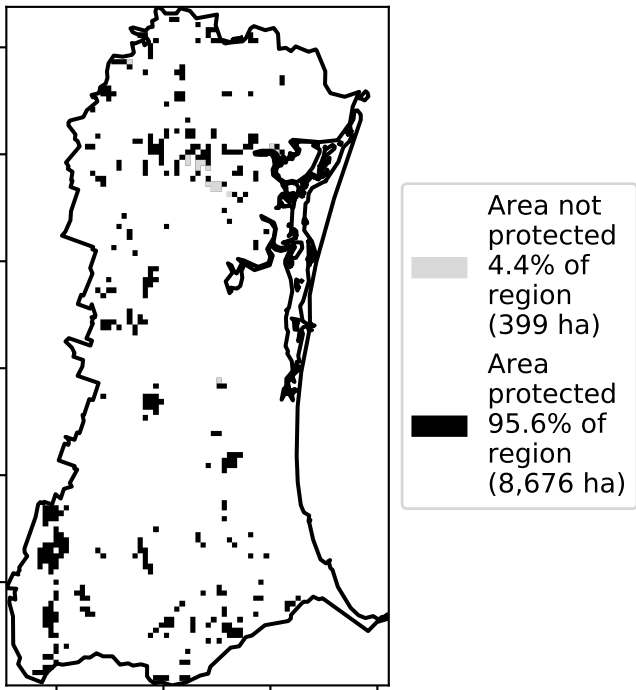 Area not
protected
4.4% of
region
(399 ha)
Area
protected
95.6% of
region
(8,676 ha)